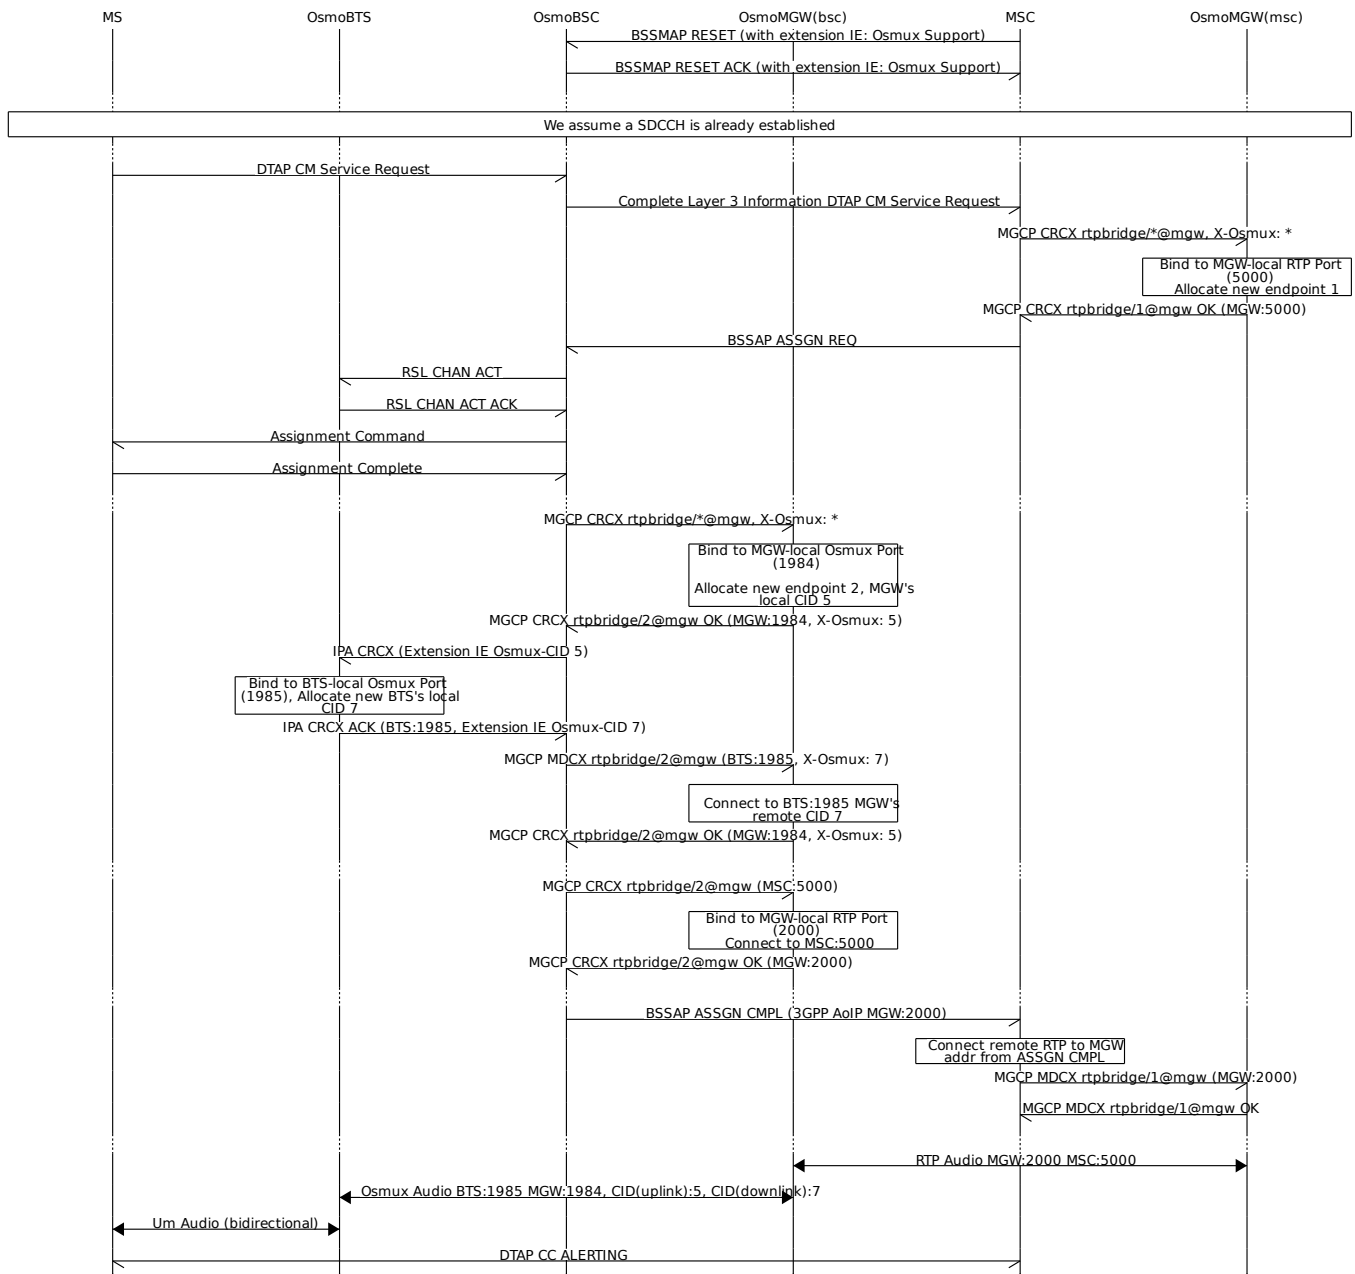 MS OsmoBTS OsmoBSC OsmoMGW(bsc) MSC OsmoMGW(msc)
BSSMAP RESET (with extension IE: Osmux Support)
BSSMAP RESET ACK (with extension IE: Osmux Support)
We assume a SDCCH is already established
DTAP CM Service Request
Complete Layer 3 Information DTAP CM Service Request
MGCP CRCX rtpbridge/*@mgw, X-Osmux: *
Bind to MGW-local RTP Port
(5000)
Allocate new endpoint 1
MGCP CRCX rtpbridge/1@mgw OK (MGW:5000)
BSSAP ASSGN REQ
RSL CHAN ACT
RSL CHAN ACT ACK
Assignment Command
Assignment Complete
MGCP CRCX rtpbridge/*@mgw, X-Osmux: *
Bind to MGW-local Osmux Port
(1984)
Allocate new endpoint 2, MGW's
local CID 5
MGCP CRCX rtpbridge/2@mgw OK (MGW:1984, X-Osmux: 5)
IPA CRCX (Extension IE Osmux-CID 5)
Bind to BTS-local Osmux Port
(1985), Allocate new BTS's local
CID 7
IPA CRCX ACK (BTS:1985, Extension IE Osmux-CID 7)
MGCP MDCX rtpbridge/2@mgw (BTS:1985, X-Osmux: 7)
Connect to BTS:1985 MGW's
remote CID 7
MGCP CRCX rtpbridge/2@mgw OK (MGW:1984, X-Osmux: 5)
MGCP CRCX rtpbridge/2@mgw (MSC:5000)
Bind to MGW-local RTP Port
(2000)
Connect to MSC:5000
MGCP CRCX rtpbridge/2@mgw OK (MGW:2000)
BSSAP ASSGN CMPL (3GPP AoIP MGW:2000)
Connect remote RTP to MGW
addr from ASSGN CMPL
MGCP MDCX rtpbridge/1@mgw (MGW:2000)
MGCP MDCX rtpbridge/1@mgw OK
RTP Audio MGW:2000 MSC:5000
Osmux Audio BTS:1985 MGW:1984, CID(uplink):5, CID(downlink):7
Um Audio (bidirectional)
DTAP CC ALERTING